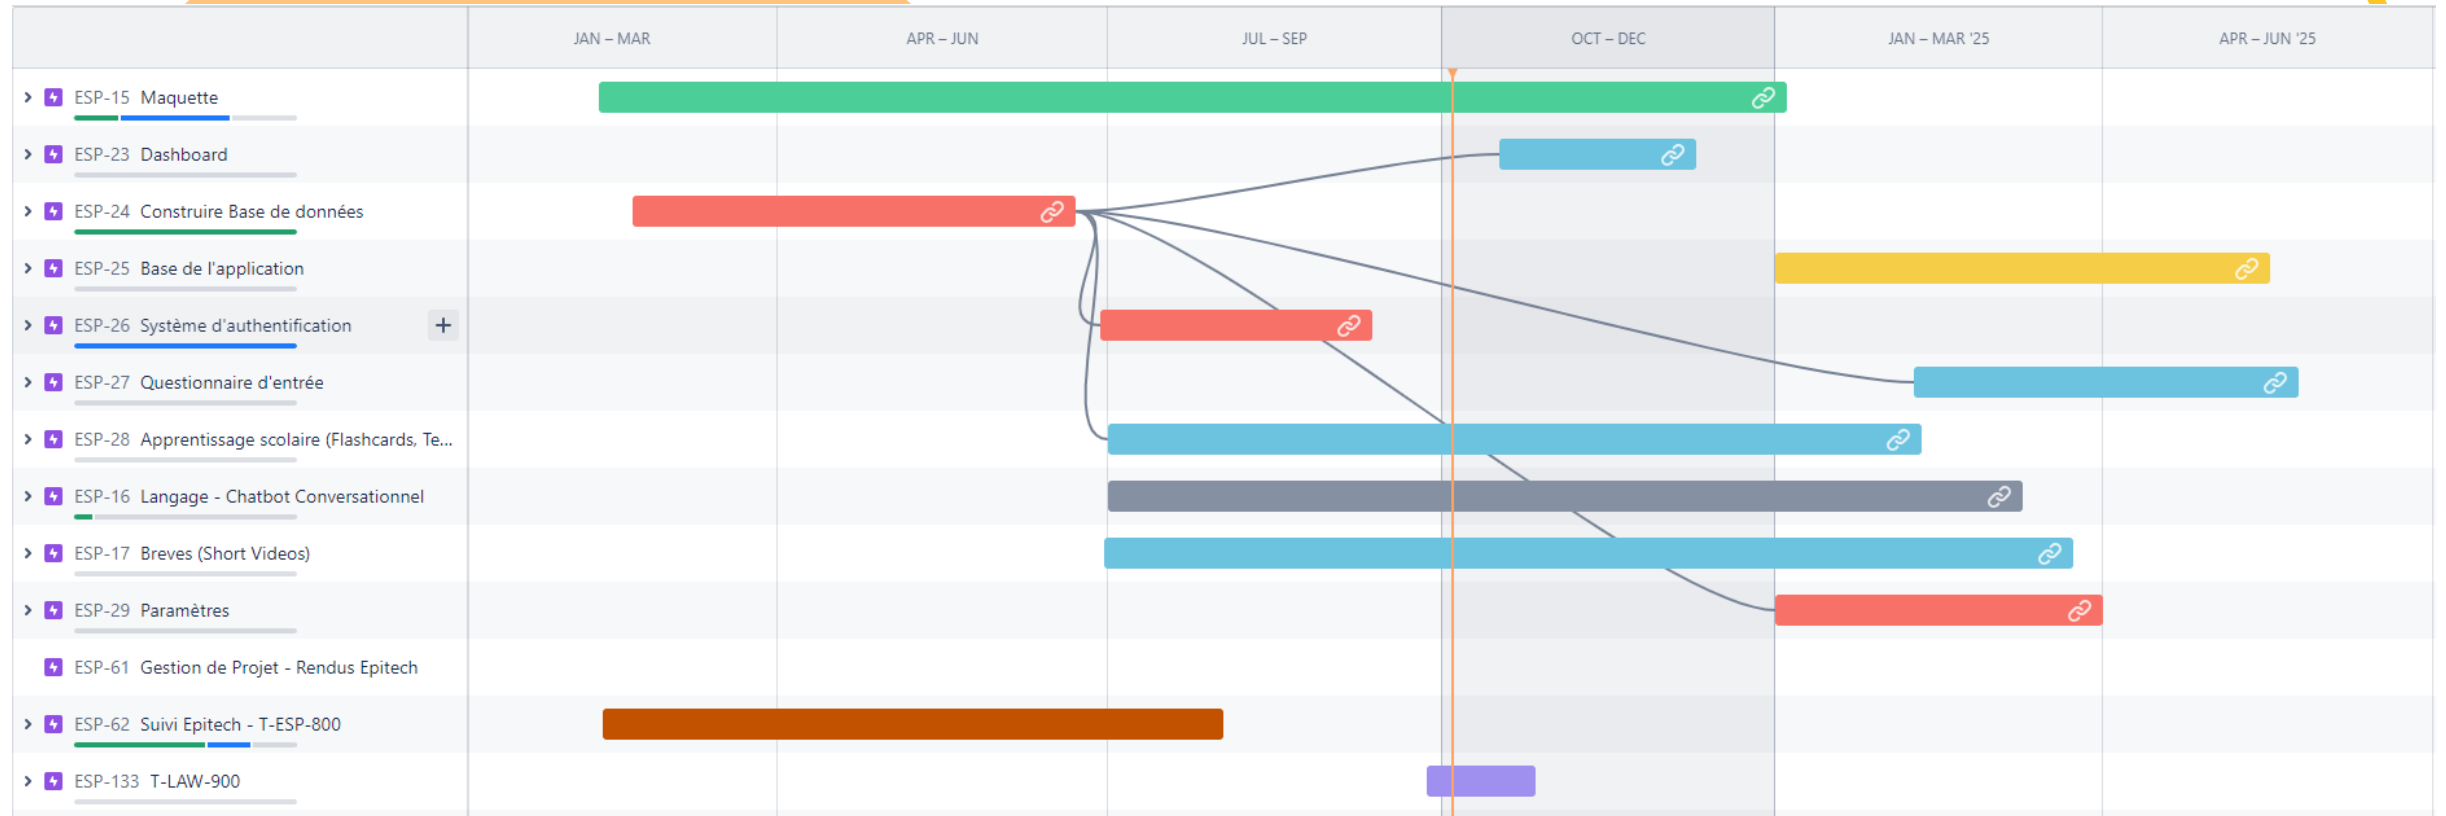 JAN – MAR APR – JUN JUL – SEP OCT – DEC JAN – MAR '25 APR – JUN '25
ESP-15 Maquette
ESP-23 Dashboard
ESP-24 Construire Base de données
ESP-25 Base de l'application
ESP-26 Système d'authentification
ESP-27 Questionnaire d'entrée
ESP-28 Apprentissage scolaire (Flashcards, Te...
ESP-16 Langage - Chatbot Conversationnel
ESP-17 Breves (Short Videos)
ESP-29 Paramètres
ESP-61 Gestion de Projet - Rendus Epitech
ESP-62 Suivi Epitech - T-ESP-800
ESP-133 T-LAW-900